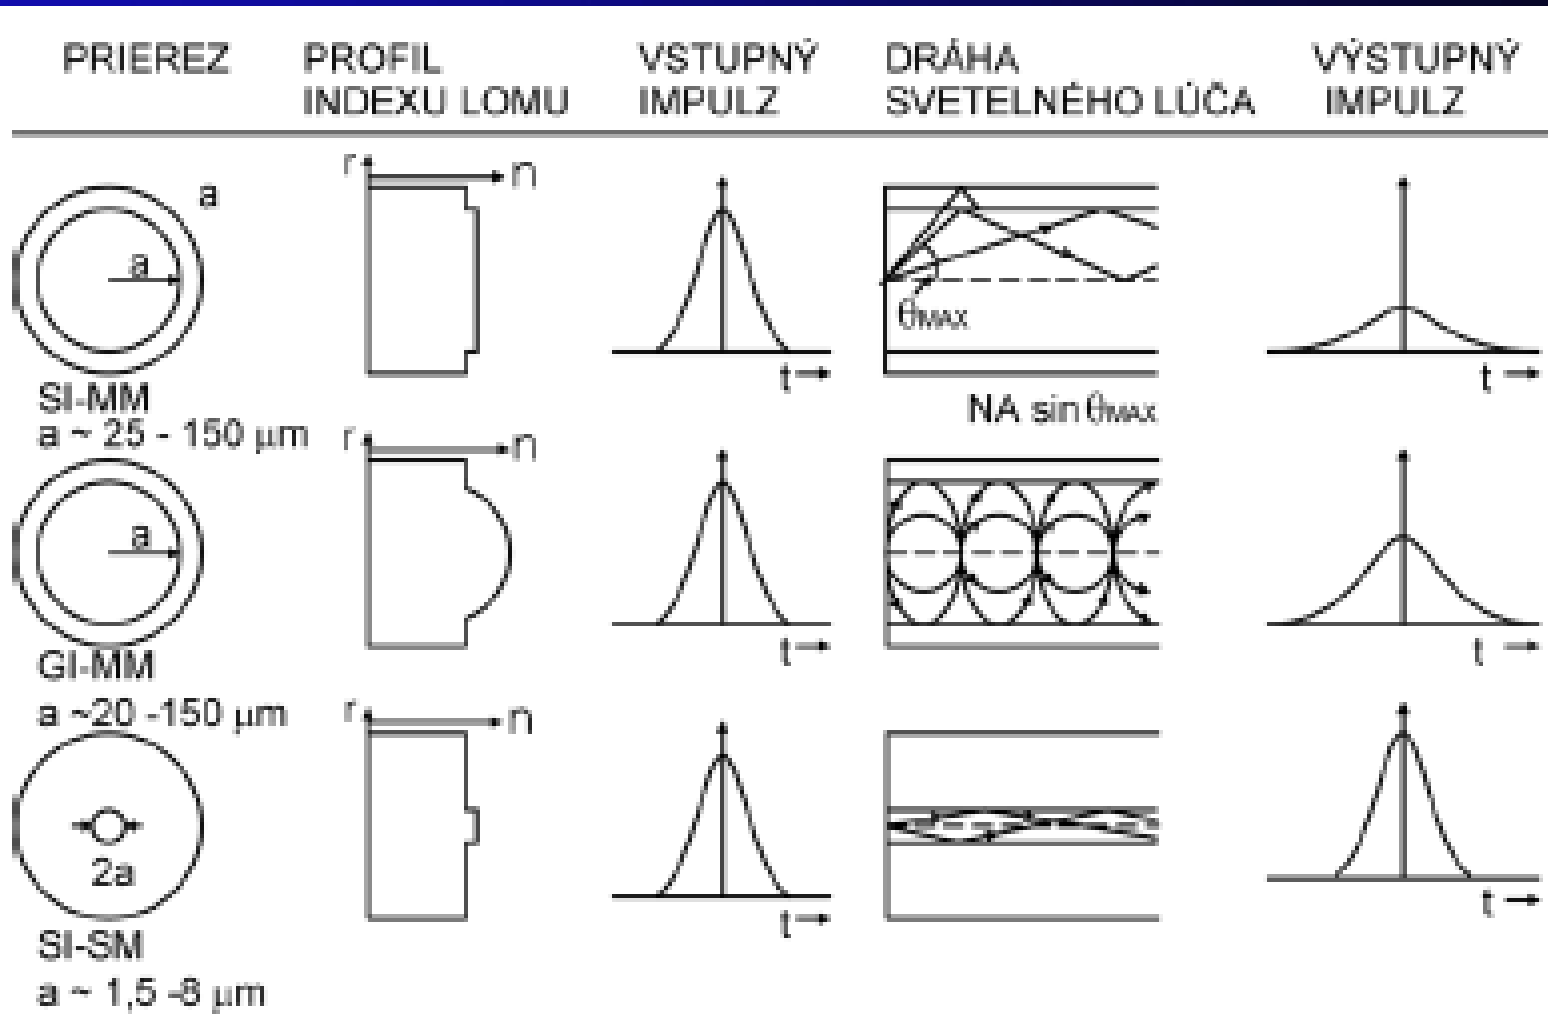 PRIEREZ
PROFIL
INDEXU LOMU
VSTUPNÝ
IMPULZ
DRÁHA
SVETELNÉHO LÚČA
VÝSTUPNÝ
IMPULZ
a
a
r
n
t
θMAX
t
SI-MM
a ~ 25 - 150 μm
NA sin θMAX
a
r
n
t
t
GI-MM
a ~20 -150 μm
2a
r
n
t
t
SI-SM
a ~ 1,5 -8 μm